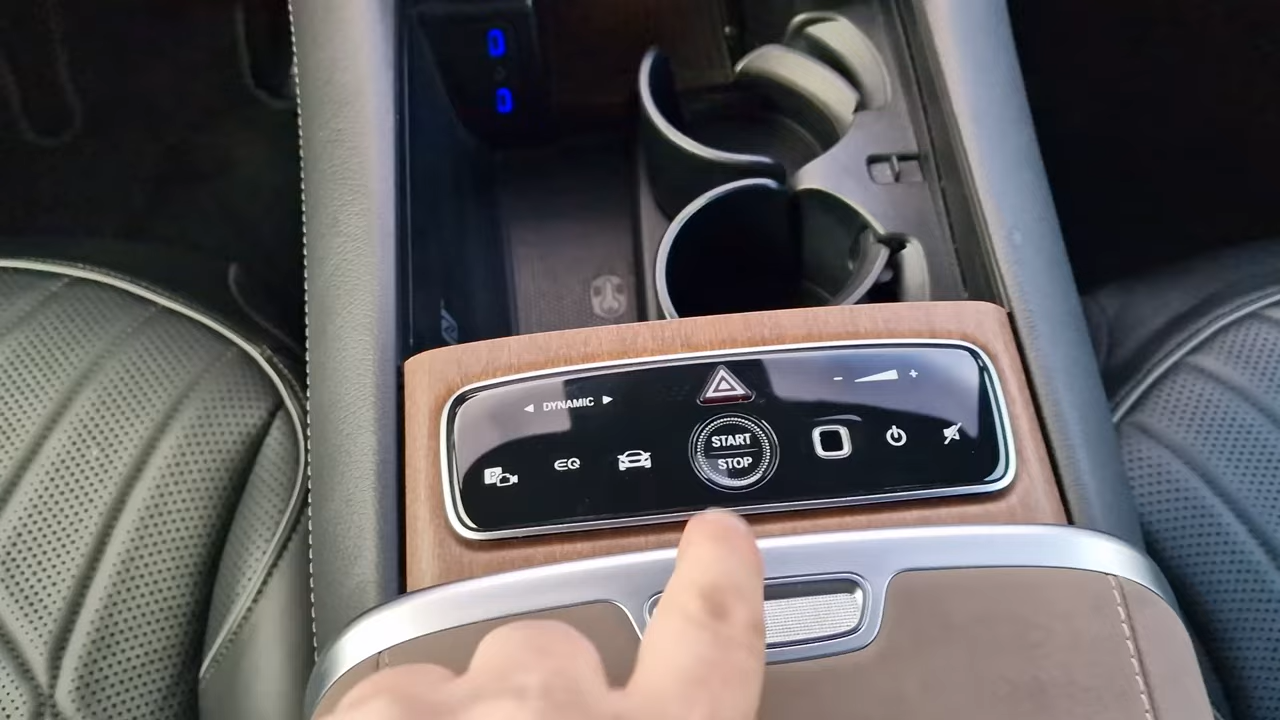 DYNAMIC
- +
START
STOP
P
EQ